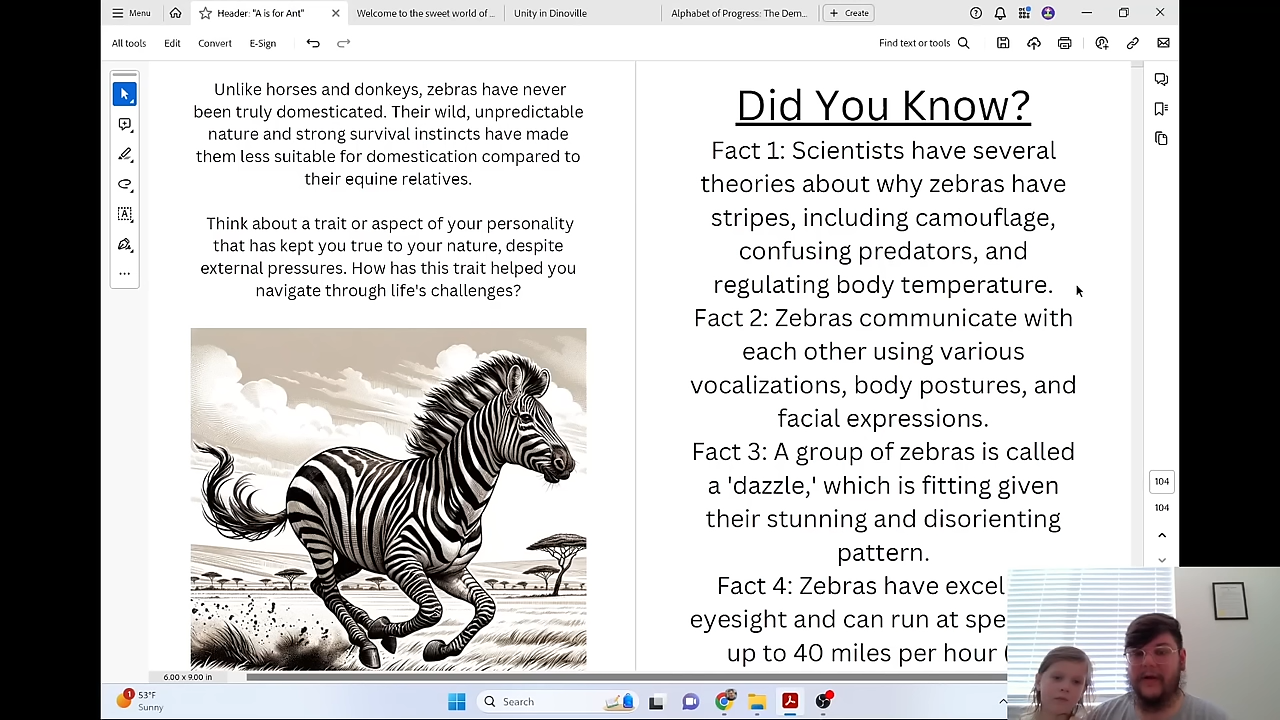 Menu
Header: "A is for Ant"
Welcome to the sweet world of ...
Unity in Enoville
Alphabet of Progress: The Dem...
Create
All tools
Edit
Convert
E-Sign
Find text or tools
Unlike horses and donkeys, zebras have never
been truly domesticated. Their wild, unpredictable
nature and strong survival instincts have made
them less suitable for domestication compared to
their equine relatives.
Think about a trait or aspect of your personality
that has kept you true to your nature, despite
external pressures. How has this trait helped you
navigate through life's challenges?
Did You Know?
Fact 1: Scientists have several
theories about why zebras have
stripes, including camouflage,
confusing predators, and
regulating body temperature.
Fact 2: Zebras communicate with
each other using various
vocalizations, body postures, and
facial expressions.
Fact 3: A group of zebras is called
a 'dazzle,' which is fitting given
their stunning and disorienting
pattern.
Fact 4: Zebras have excel
eyesight and can run at spe
up to 40 miles per hour (
104
104
6.00 x 9.00 in
1
53°F
Sunny
Search